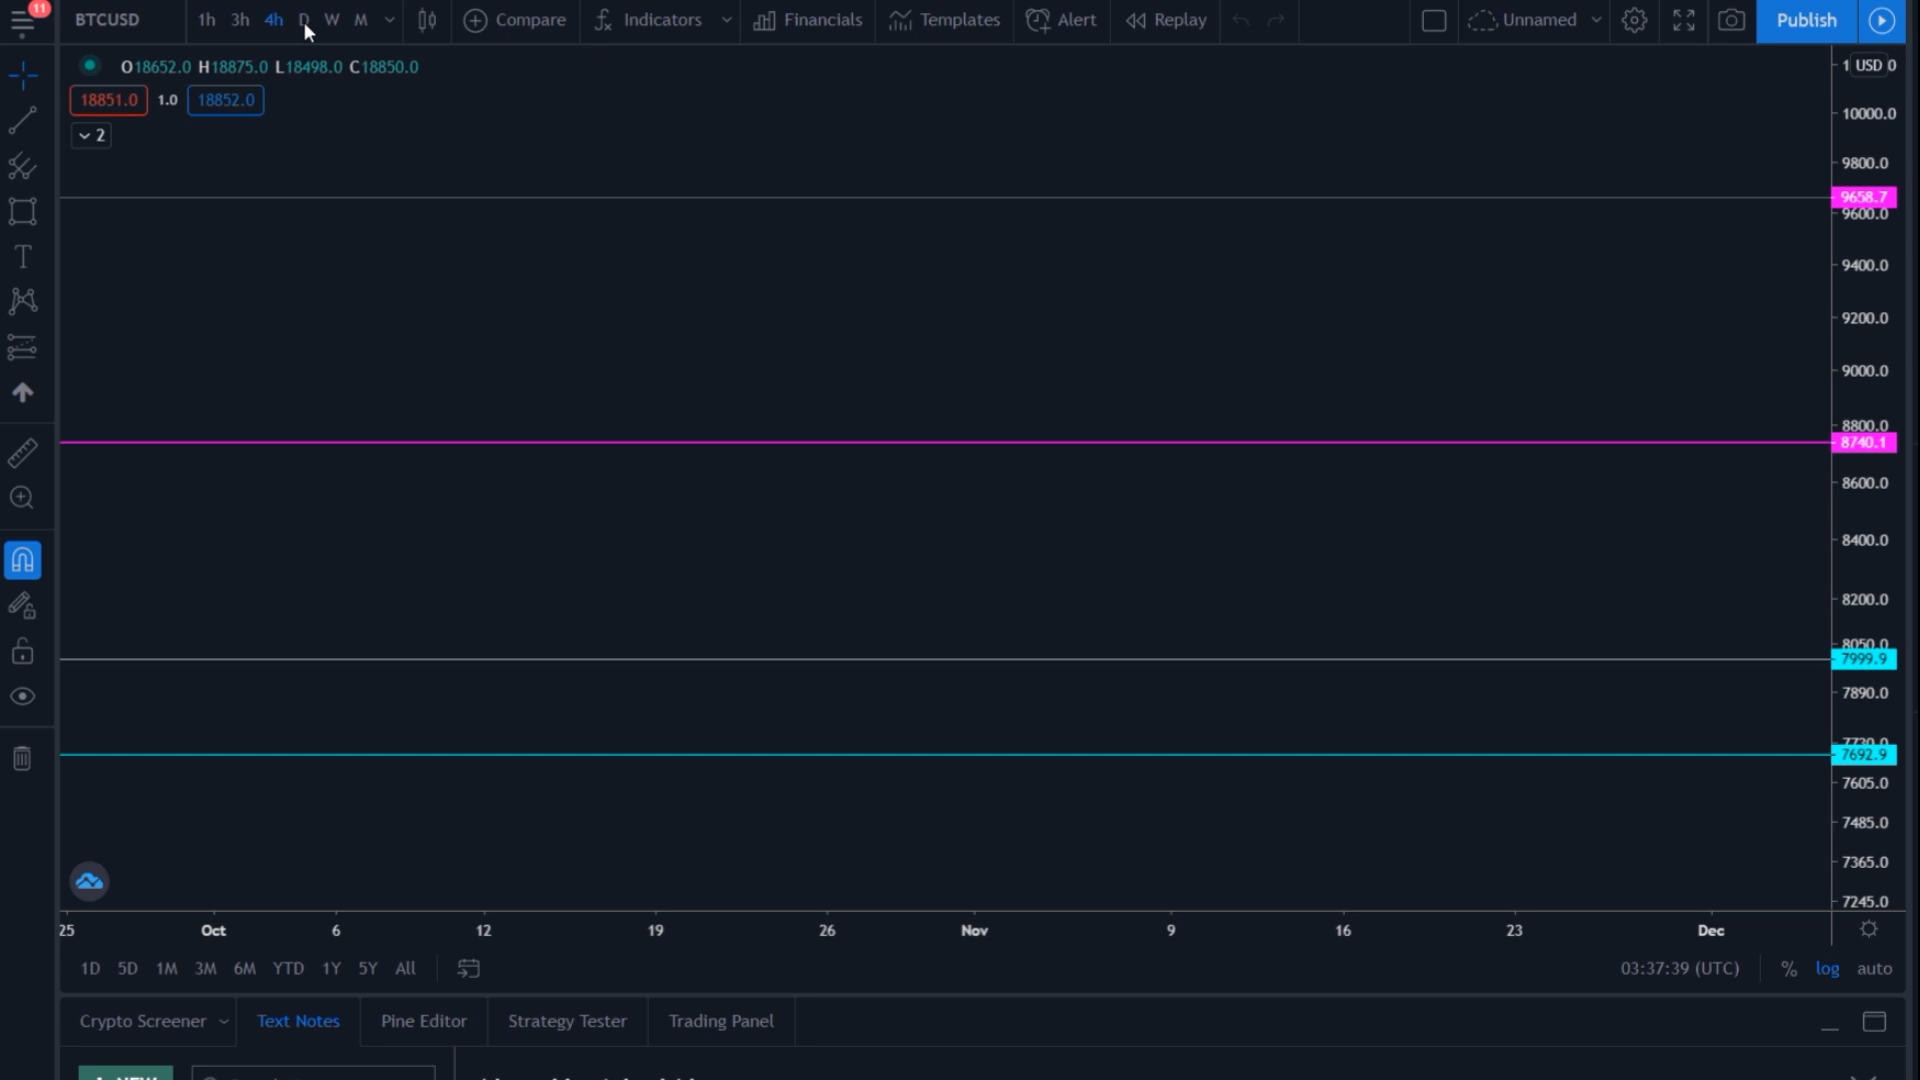 11
BTCUSD 1h 3h 4h D W M Compare Indicators Financials Templates Alert Replay Unnamed Publish
O18652.0 H18875.0 L18498.0 C18850.0
18851.0 1.0 18852.0
2
USD
10000.0
9800.0
9658.7
9600.0
9400.0
9200.0
9000.0
8800.0
8740.1
8600.0
8400.0
8200.0
8050.0
7999.9
7890.0
7692.9
7605.0
7485.0
7365.0
7245.0
25 Oct 6 12 19 26 Nov 9 16 23 Dec
1D 5D 1M 3M 6M YTD 1Y 5Y All 03:37:39 (UTC) % log auto
Crypto Screener Text Notes Pine Editor Strategy Tester Trading Panel
NEW